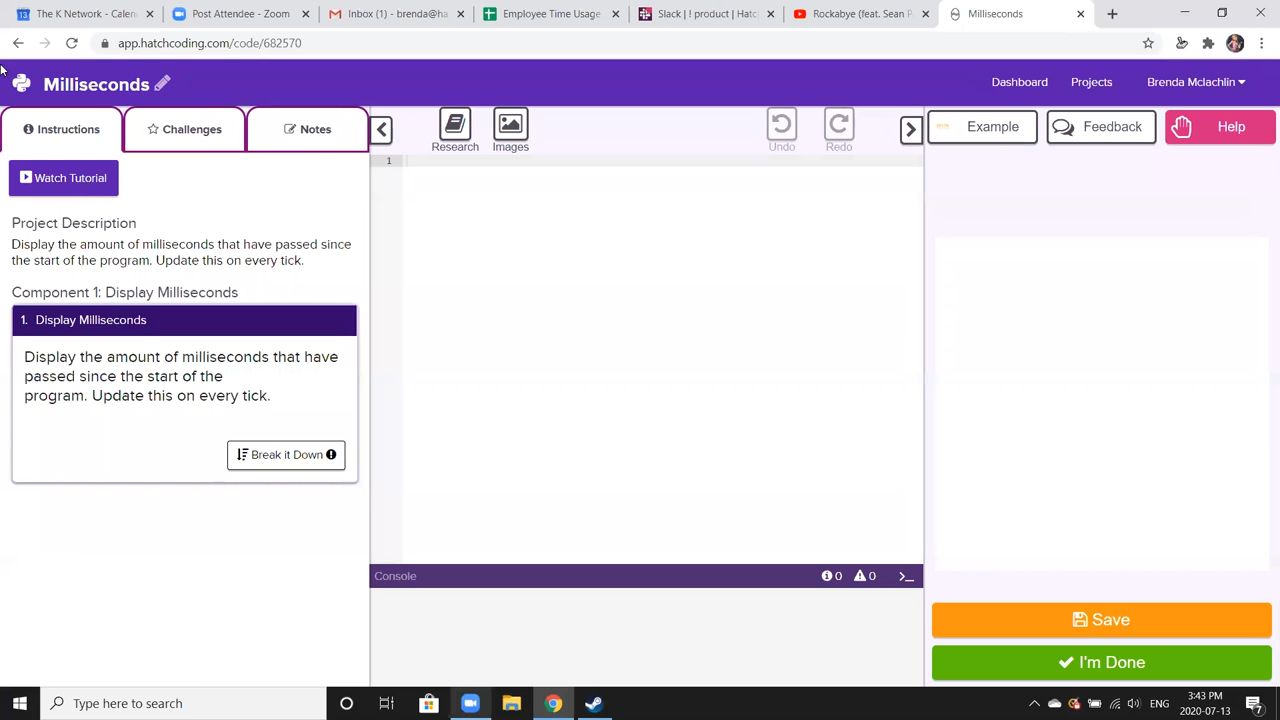 The K Network - Calen
Post Attendee - Zoom
Inbox (1) - brenda@ha
Employee Time Usage
Slack | ! product | Hatc
Rockabye (feat. Sean P
Milliseconds
app.hatchcoding.com/code/682570
Milliseconds
Dashboard
Projects
Brenda Mclachlin
Instructions
Challenges
Notes
Research
Images
Undo
Redo
Example
Feedback
Help
Watch Tutorial
1
Project Description
Display the amount of milliseconds that have passed since
the start of the program. Update this on every tick.
Component 1: Display Milliseconds
1. Display Milliseconds
Display the amount of milliseconds that have
passed since the start of the
program. Update this on every tick.
Break it Down
Console
0
0
Save
I'm Done
Type here to search
ENG
3:43 PM
2020-07-13
7